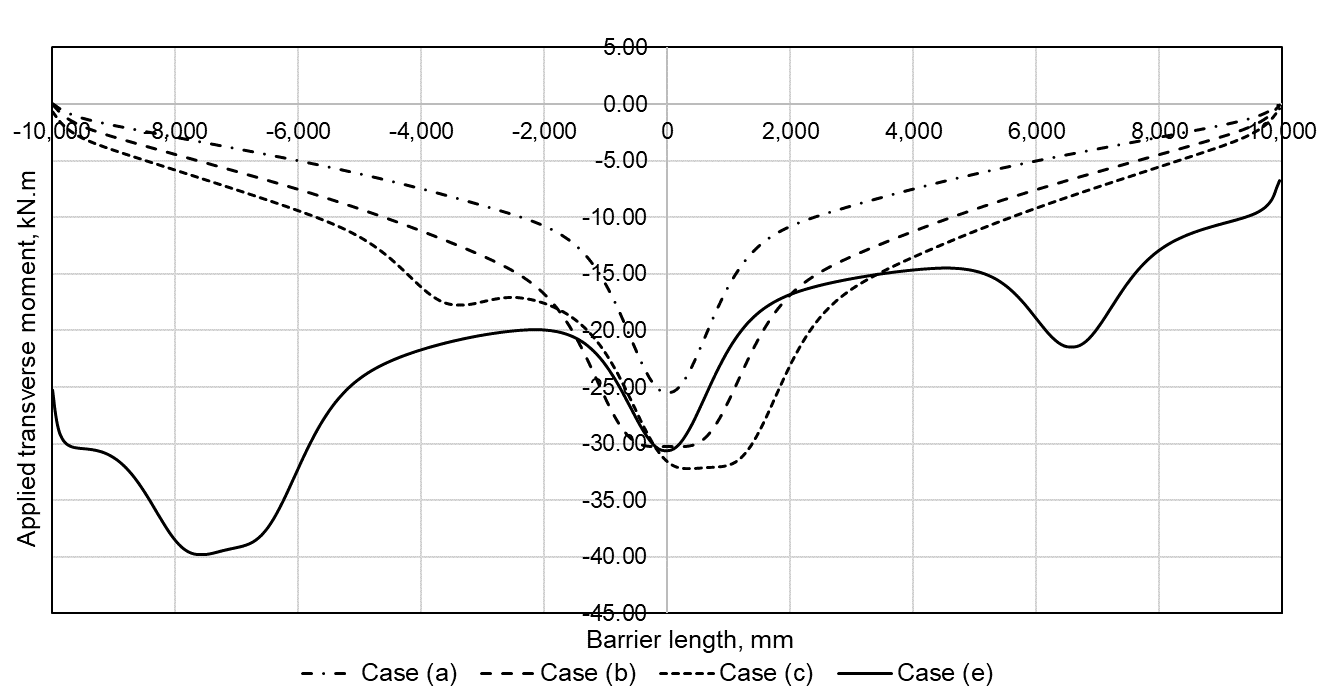 5.00
0.00
-10,000 -8,000 -6,000 -4,000 -2,000 0 2,000 4,000 6,000 8,000 10,000
-5.00
-10.00
-15.00
-20.00
-25.00
-30.00
-35.00
-40.00
-45.00
Applied transverse moment, kN.m
Barrier length, mm
Case (a) Case (b) Case (c) Case (e)